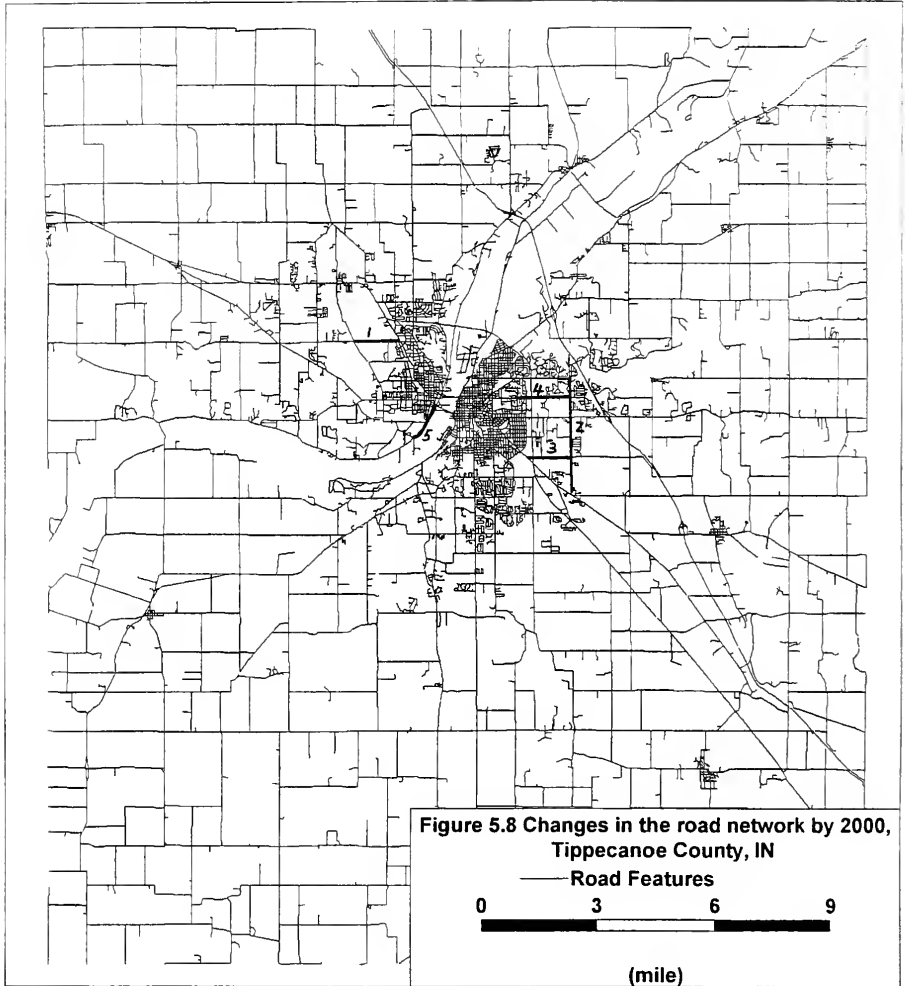 1
4
2
5
3
Figure 5.8 Changes in the road network by 2000,
Tippecanoe County, IN
Road Features
0 3 6 9
(mile)